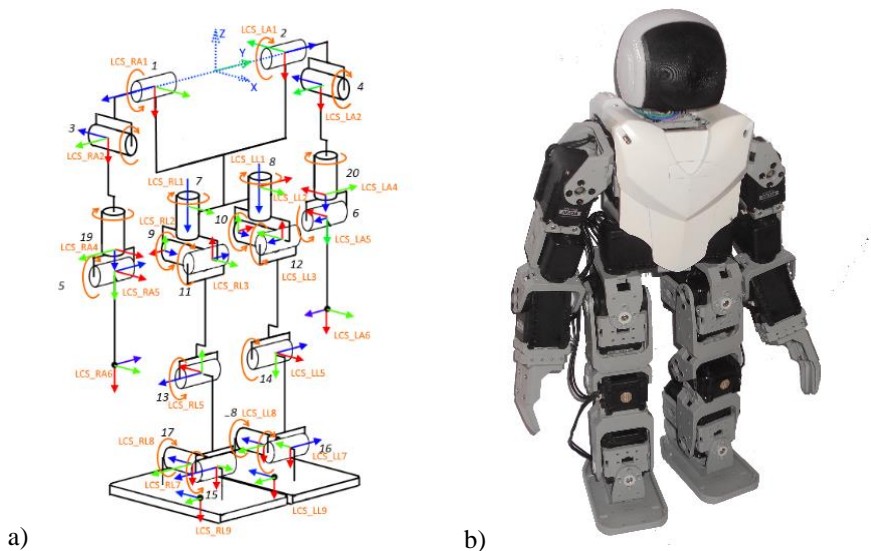 LCS_LA1 2
Z
LCS_RA1 1
Y
X
4
3
LCS_LA2
LCS_RA2
8
LCS_LL1
LCS_RL1 7
20
LCS_LA4
LCS_RL2
10
9
6
LCS_RA4 19
LCS_LA5
12
5
LCS_RA5
11
LCS_RL3
LCS_LL3
LCS_LA6
LCS_RA6
14
LCS_LL5
13
LCS_RL5
_8
LCS_LL8
17
LCS_RL8
16
LCS_LL7
LCS_RL7
15
LCS_RL9
LCS_LL9
a)
b)